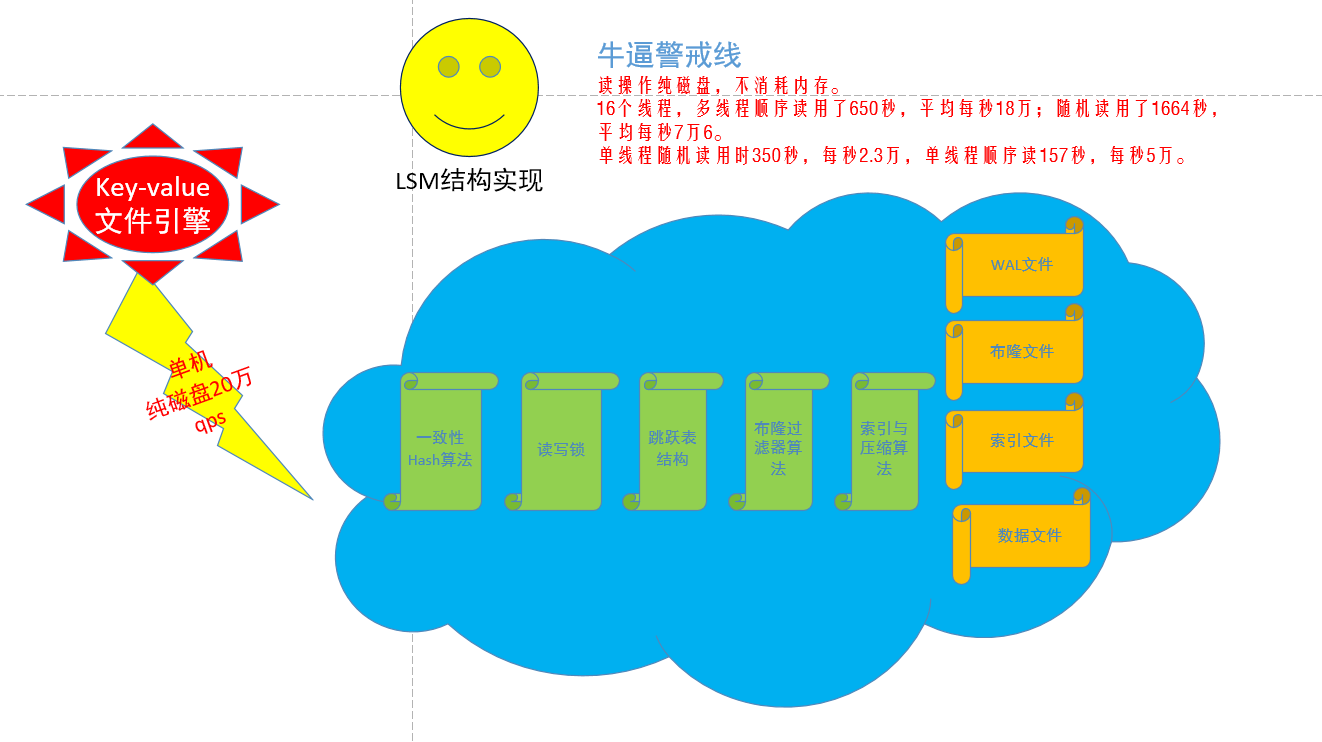 牛逼警戒线
读操作纯磁盘，不消耗内存。
16个线程，多线程顺序读用了650秒，平均每秒18万；随机读用了1664秒，
平均每秒7万6。
单线程随机读用时350秒，每秒2.3万，单线程顺序读157秒，每秒5万。
Key-value
文件引擎
LSM结构实现
单机
纯磁盘20万
qps
一致性
Hash算法
读写锁
跳跃表
结构
布隆过
滤器算
法
索引与
压缩算
法
WAL文件
布隆文件
索引文件
数据文件